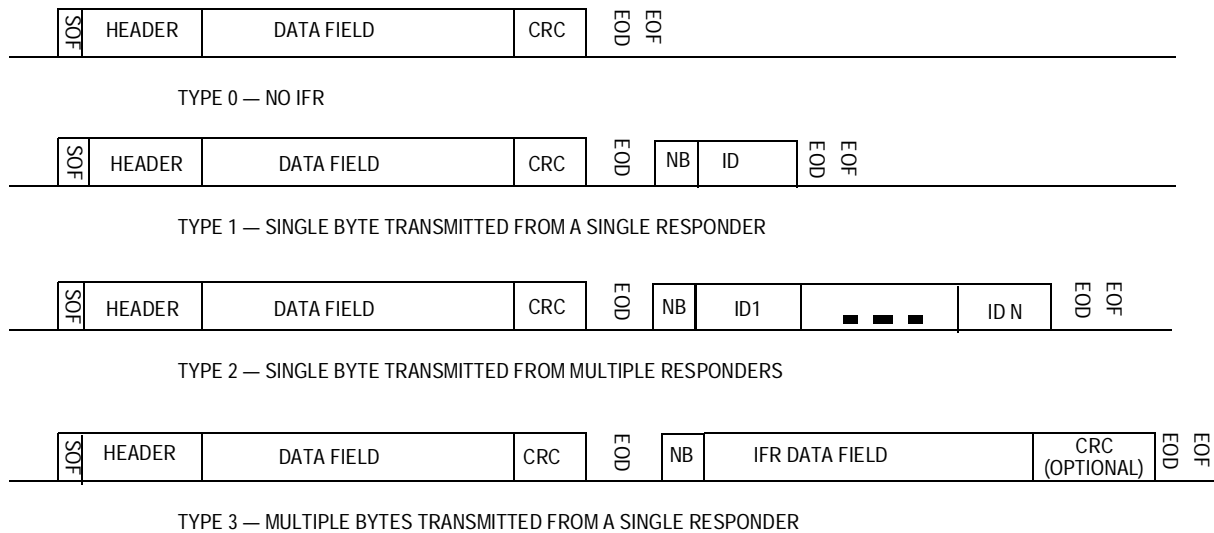 SOF HEADER DATA FIELD CRC EOD EOF
TYPE 0 — NO IFR
SOF HEADER DATA FIELD CRC EOD NB ID EOD EOF
TYPE 1 — SINGLE BYTE TRANSMITTED FROM A SINGLE RESPONDER
SOF HEADER DATA FIELD CRC EOD NB ID1 ID N EOD EOF
TYPE 2 — SINGLE BYTE TRANSMITTED FROM MULTIPLE RESPONDERS
SOF HEADER DATA FIELD CRC EOD NB IFR DATA FIELD CRC (OPTIONAL) EOD EOF
TYPE 3 — MULTIPLE BYTES TRANSMITTED FROM A SINGLE RESPONDER